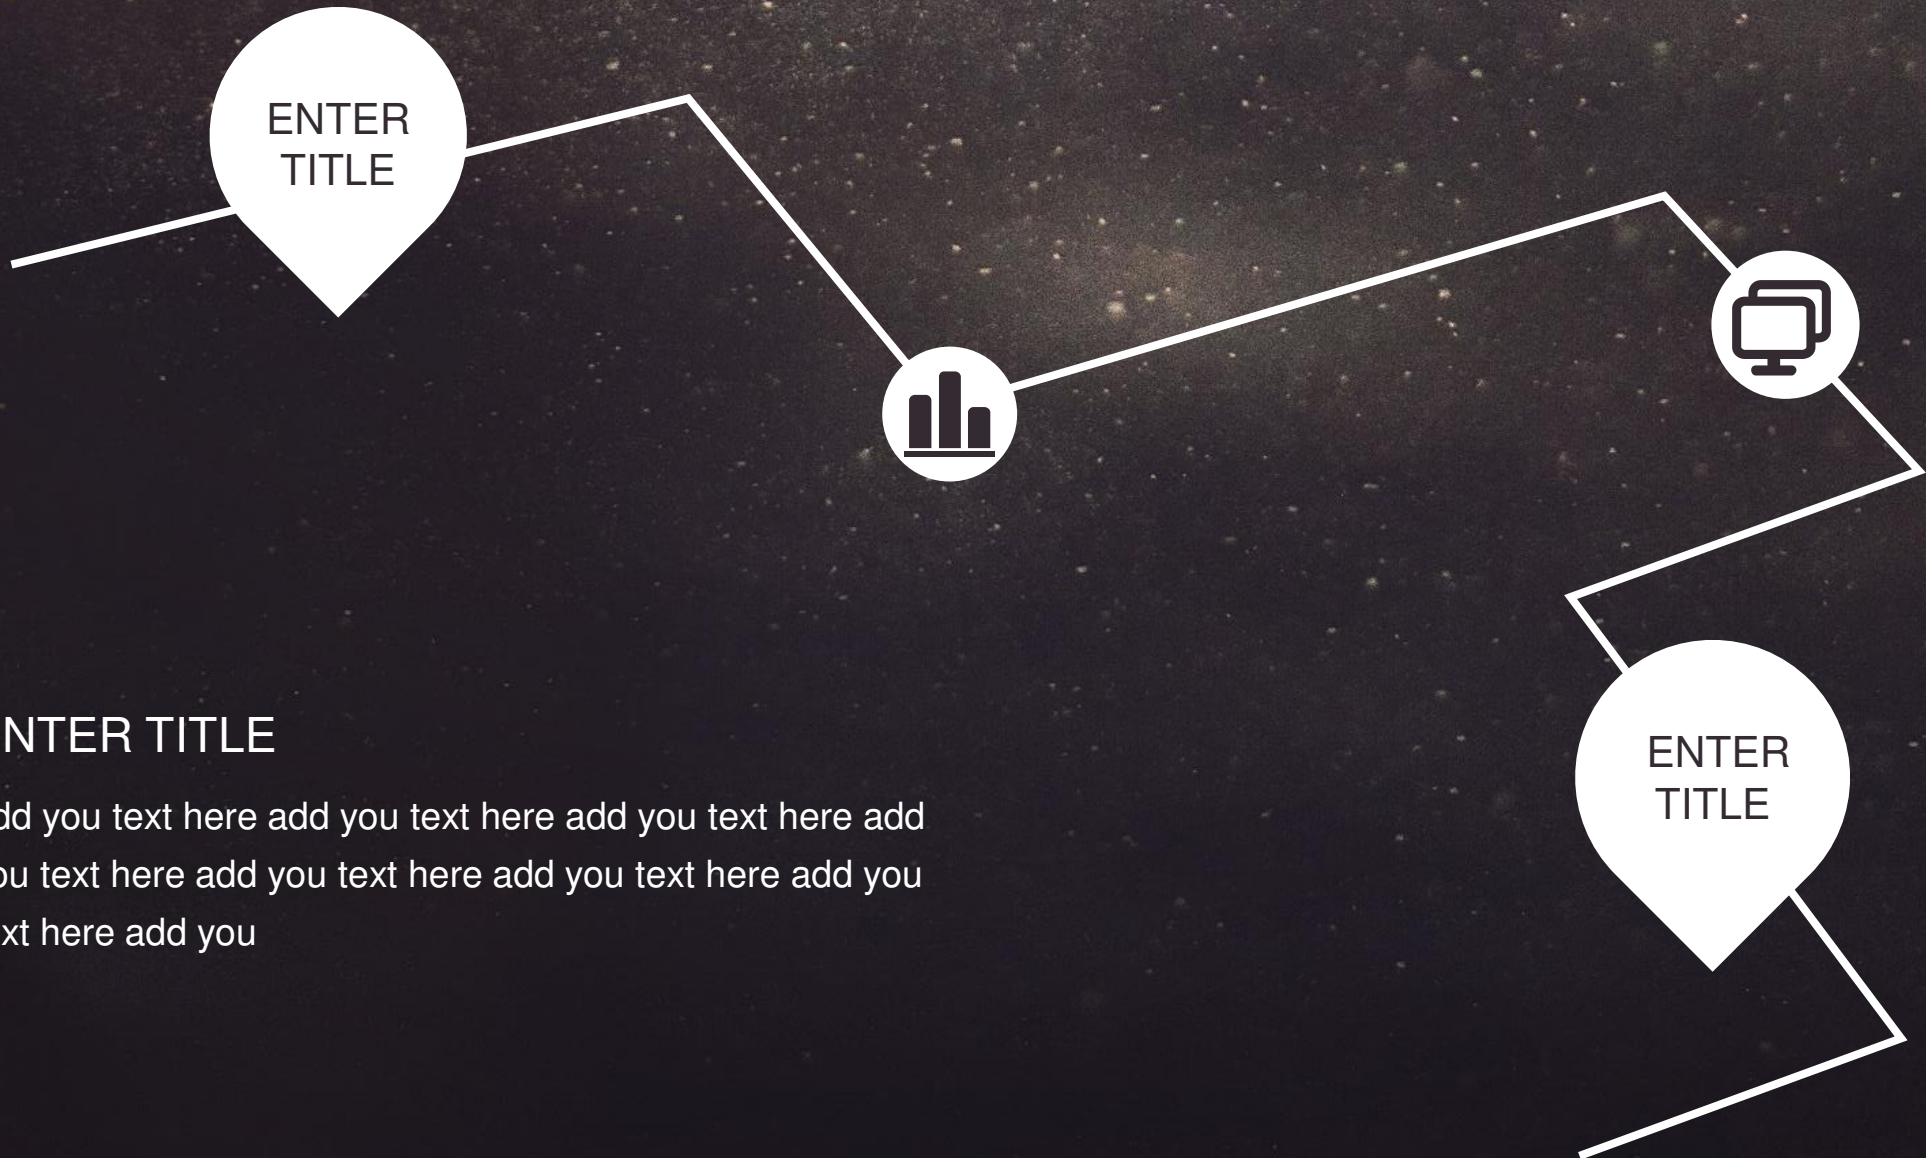 ENTER
TITLE
NTER TITLE
dd you text here add you text here add you text here add
ou text here add you text here add you text here add you
xt here add you
ENTER
TITLE